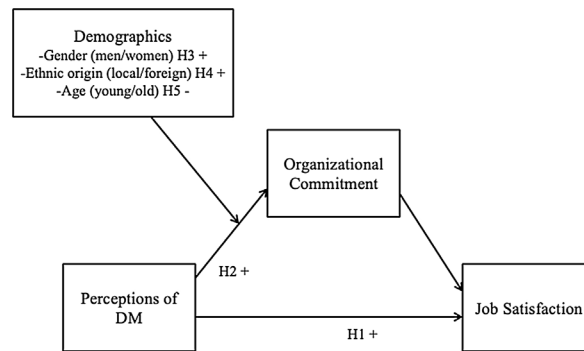 Demographics
-Gender (men/women) H3 +
-Ethnic origin (local/foreign) H4 +
-Age (young/old) H5 -
Organizational
Commitment
H2 +
Perceptions of
DM
Job Satisfaction
H1 +